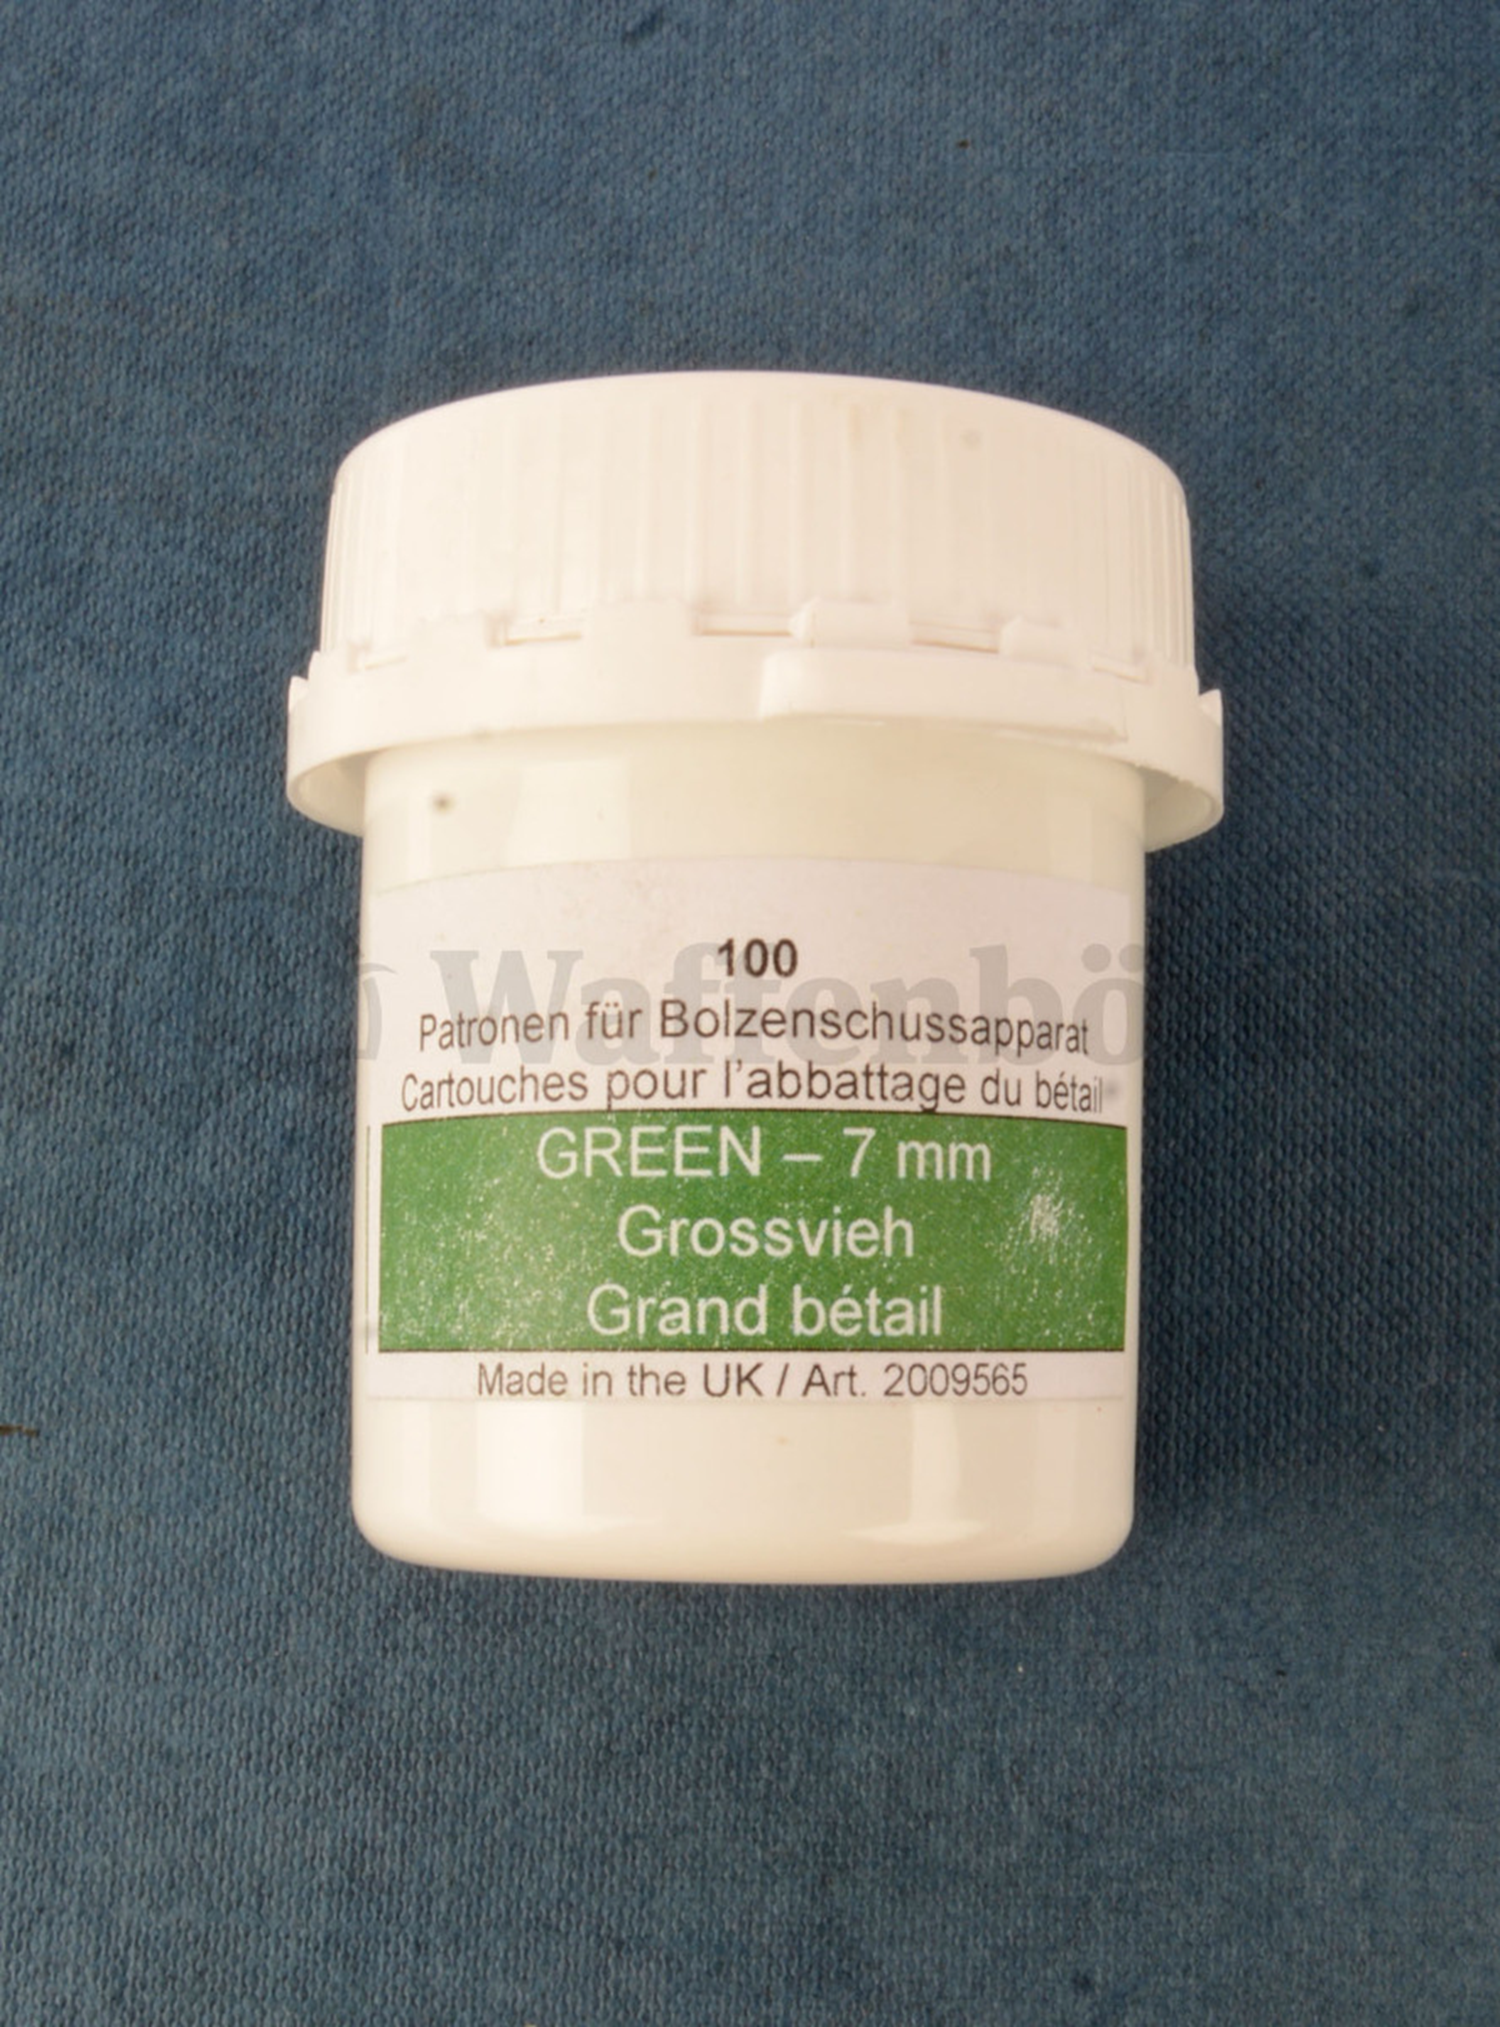 100
Patronen für Bolzenschussapparat
Cartouches pour l'abbattage du bétail
GREEN – 7 mm
Grossvieh
Grand bétail
Made in the UK / Art. 2009565
Waffenbö